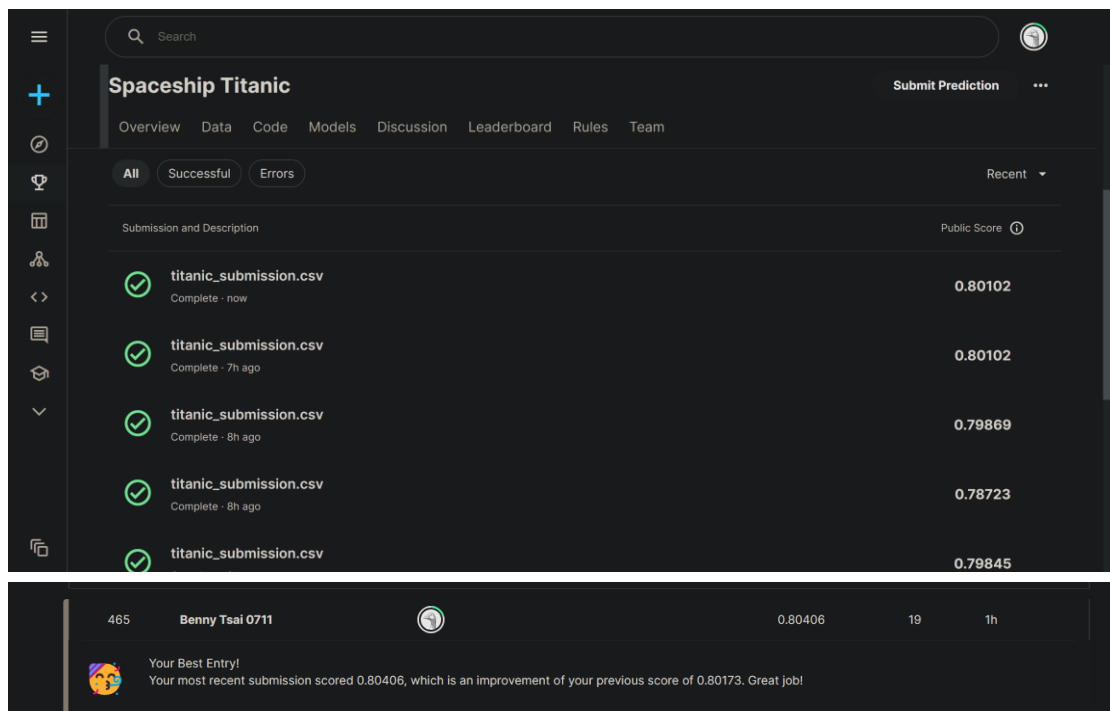 Search
Spaceship Titanic
Submit Prediction
Overview Data Code Models Discussion Leaderboard Rules Team
All Successful Errors
Recent
Submission and Description
Public Score
titanic_submission.csv
Complete · now
0.80102
titanic_submission.csv
Complete · 7h ago
0.80102
titanic_submission.csv
Complete · 8h ago
0.79869
titanic_submission.csv
Complete · 8h ago
0.78723
titanic_submission.csv
0.79845
465 Benny Tsai 0711 0.80406 19 1h
Your Best Entry!
Your most recent submission scored 0.80406, which is an improvement of your previous score of 0.80173. Great job!